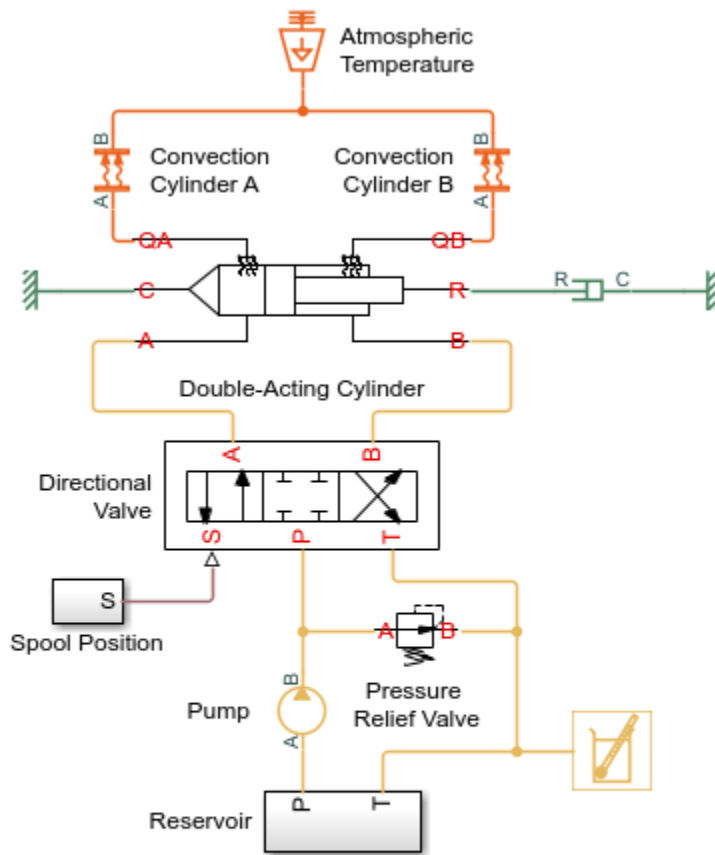 Atmospheric
Temperature
B
B
Convection
Cylinder A
Convection
Cylinder B
A
A
QA
QB
C
R
R
C
A
B
Double-Acting Cylinder
A
B
Directional
Valve
S
P
T
S
Spool Position
A
B
B
Pressure
Relief Valve
Pump
A
P
T
Reservoir